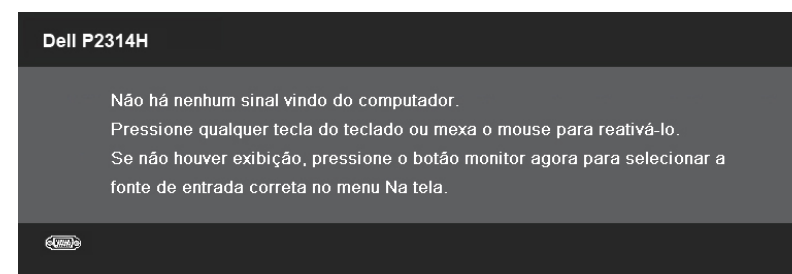 Dell P2314H
Não há nenhum sinal vindo do computador.
Pressione qualquer tecla do teclado ou mexa o mouse para reativá-lo.
Se não houver exibição, pressione o botão monitor agora para selecionar a
fonte de entrada correta no menu Na tela.